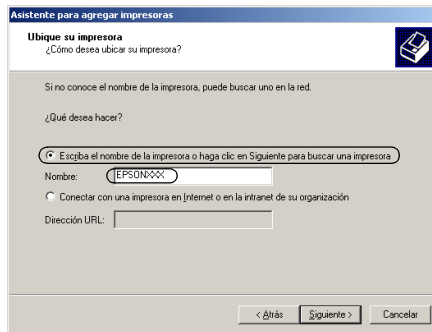 Asistente para agregar impresoras
Ubique su impresora
¿Cómo desea ubicar su impresora?
Si no conoce el nombre de la impresora, puede buscar uno en la red.
¿Qué desea hacer?
Escriba el nombre de la impresora o haga clic en Siguiente para buscar una impresora
Nombre: EPSONXXX
Conectar con una impresora en Internet o en la intranet de su organización
Dirección URL:
< Atrás Siguiente > Cancelar